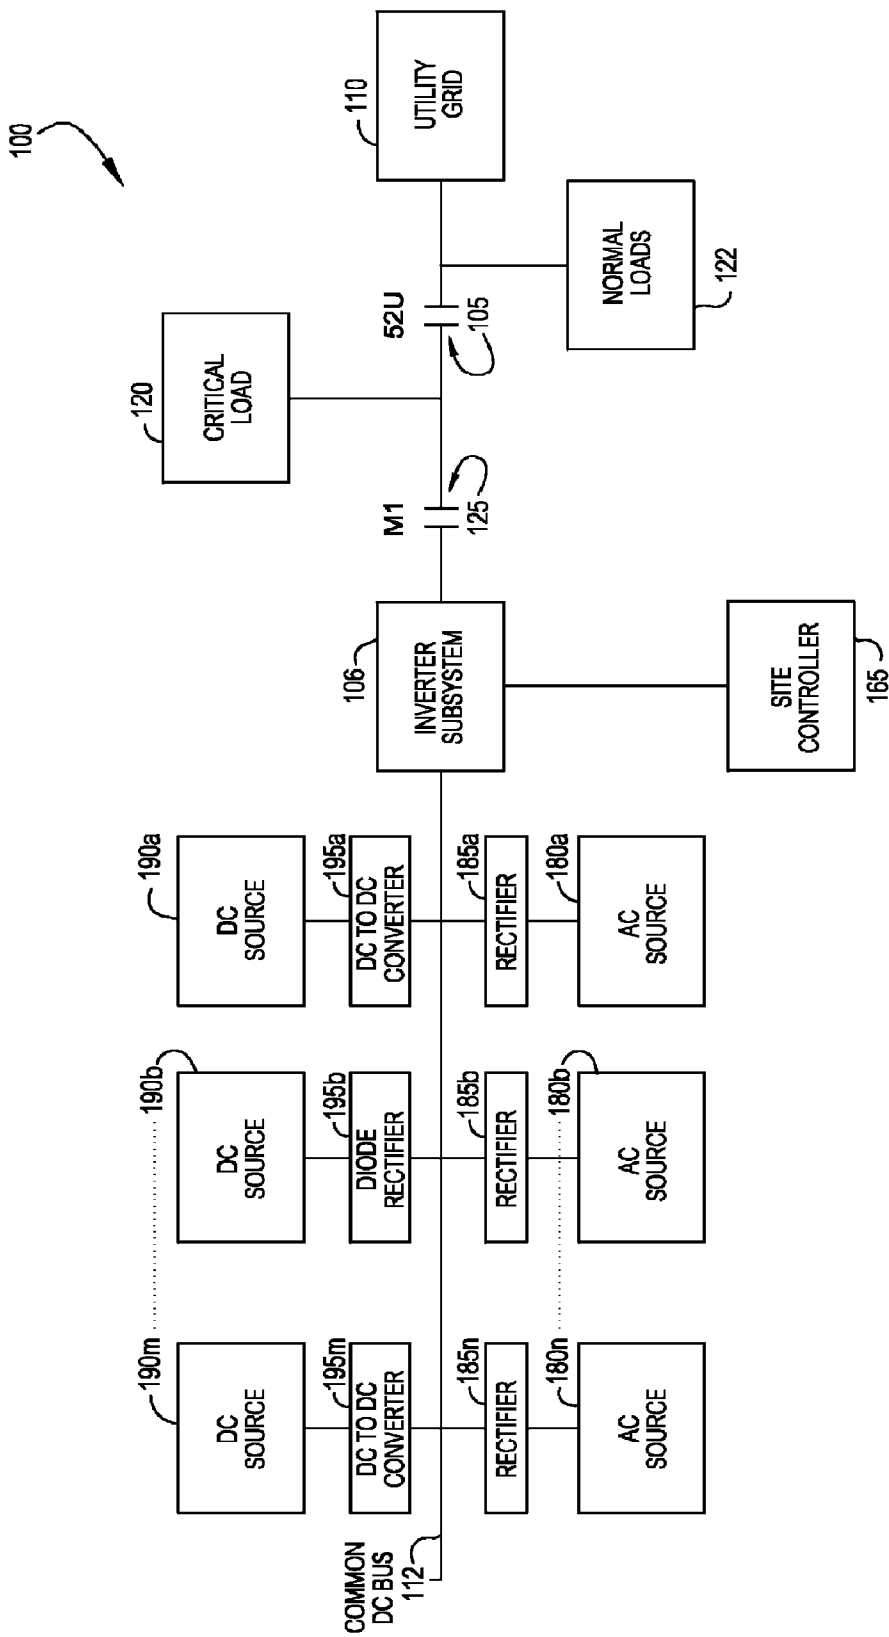 100
COMMON
DC BUS
112
190m
DC
SOURCE
195m
DC TO DC
CONVERTER
185n
RECTIFIER
180n
AC
SOURCE
190b
DC
SOURCE
195b
DIODE
RECTIFIER
185b
RECTIFIER
180b
AC
SOURCE
190a
DC
SOURCE
195a
DC TO DC
CONVERTER
185a
RECTIFIER
180a
AC
SOURCE
106
INVERTER
SUBSYSTEM
SITE
CONTROLLER
165
M1
125
120
CRITICAL
LOAD
52U
105
NORMAL
LOADS
122
110
UTILITY
GRID